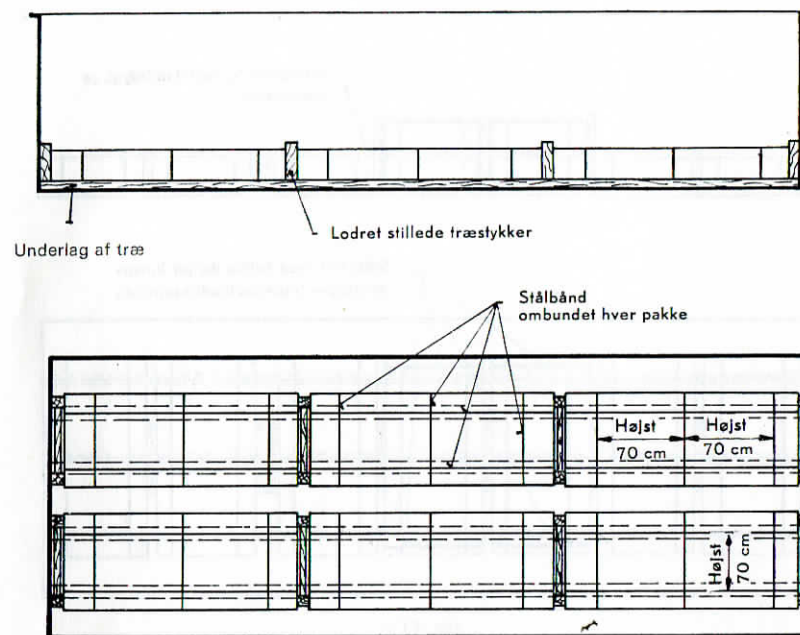 Underlag af træ
Lodret stillede træstykker
Stålbånd
ombundet hver pakke
Højst
70 cm
Højst
70 cm
Højst
70 cm